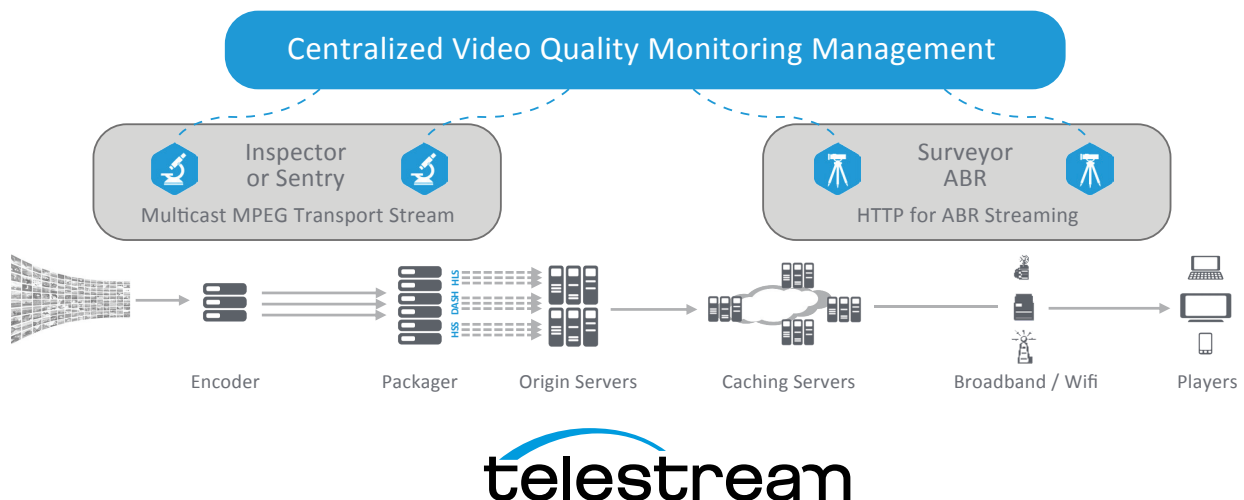 Centralized Video Quality Monitoring Management
Inspector
or Sentry
Multicast MPEG Transport Stream
Surveyor
ABR
HTTP for ABR Streaming
HLS
DASH
HSS
Encoder
Packager
Origin Servers
Caching Servers
Broadband / Wifi
Players
telestream